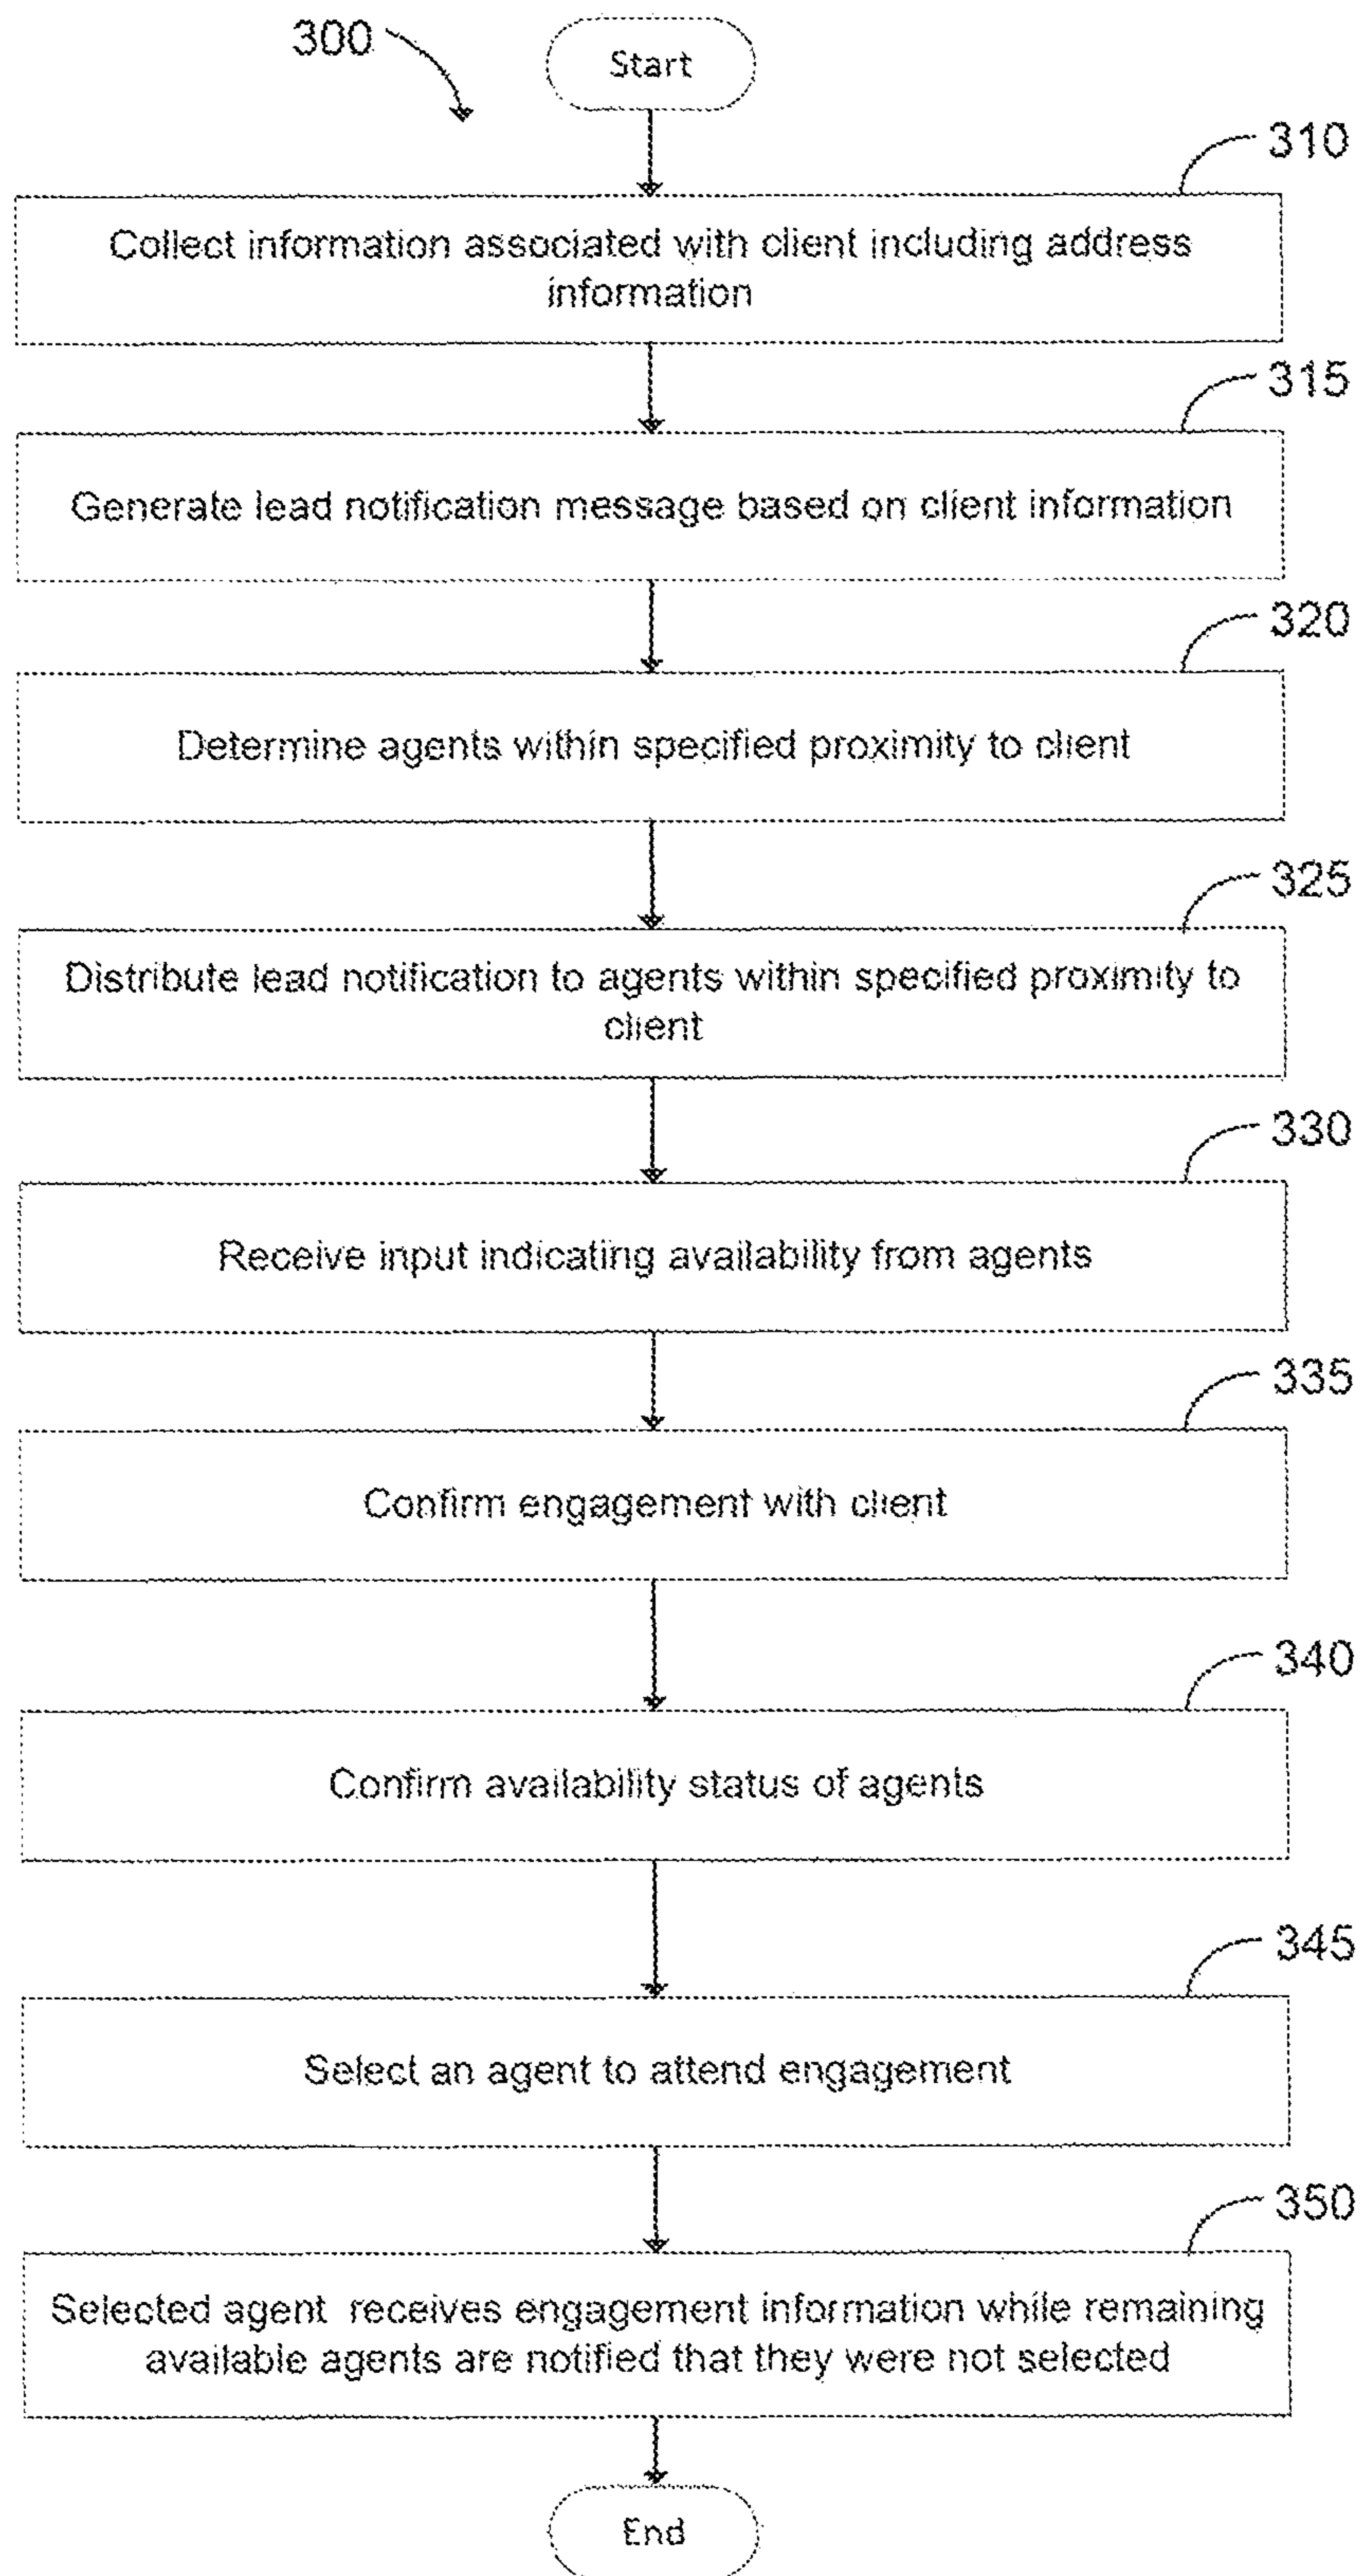 300
Start
310
Collect information associated with client including address
information
315
Generate lead notification message based on client information
320
Determine agents within specified proximity to client
325
Distribute lead notification to agents within specified proximity to
client
330
Receive input indicating availability from agents
335
Confirm engagement with client
340
Confirm availability status of agents
345
Select an agent to attend engagement
350
Selected agent receives engagement information while remaining
available agents are notified that they were not selected
End